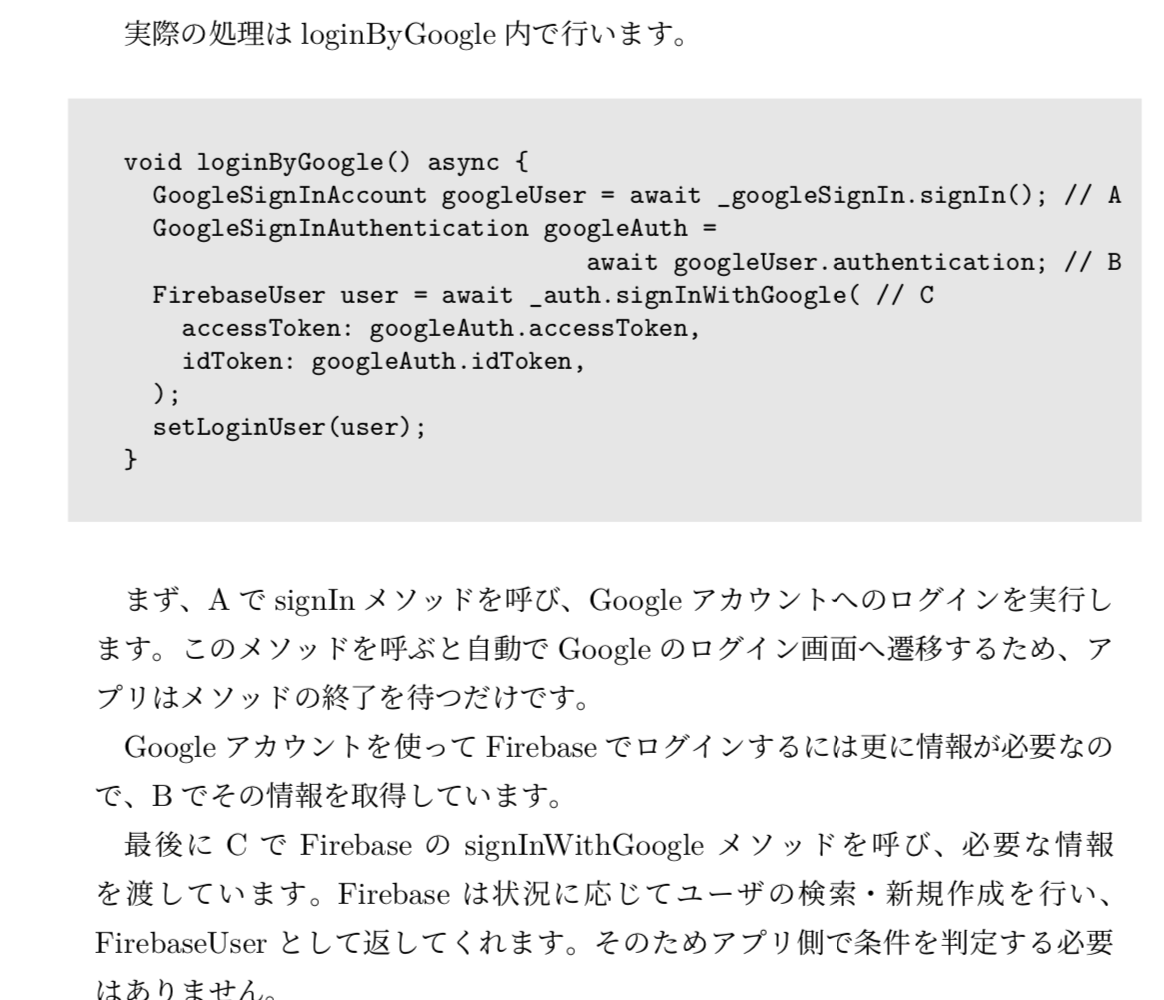 実際の処理は loginByGoogle 内で行います。
void loginByGoogle() async {
  GoogleSignInAccount googleUser = await _googleSignIn.signIn(); // A
  GoogleSignInAuthentication googleAuth =
                                await googleUser.authentication; // B
  FirebaseUser user = await _auth.signInWithGoogle( // C
    accessToken: googleAuth.accessToken,
    idToken: googleAuth.idToken,
  );
  setLoginUser(user);
}
まず、A で signIn メソッドを呼び、Google アカウントへのログインを実行し
ます。このメソッドを呼ぶと自動で Google のログイン画面へ遷移するため、ア
プリはメソッドの終了を待つだけです。
Google アカウントを使って Firebase でログインするには更に情報が必要なの
で、B でその情報を取得しています。
最後に C で Firebase の signInWithGoogle メソッドを呼び、必要な情報
を渡しています。Firebase は状況に応じてユーザの検索・新規作成を行い、
FirebaseUser として返してくれます。そのためアプリ側で条件を判定する必要
はありません。